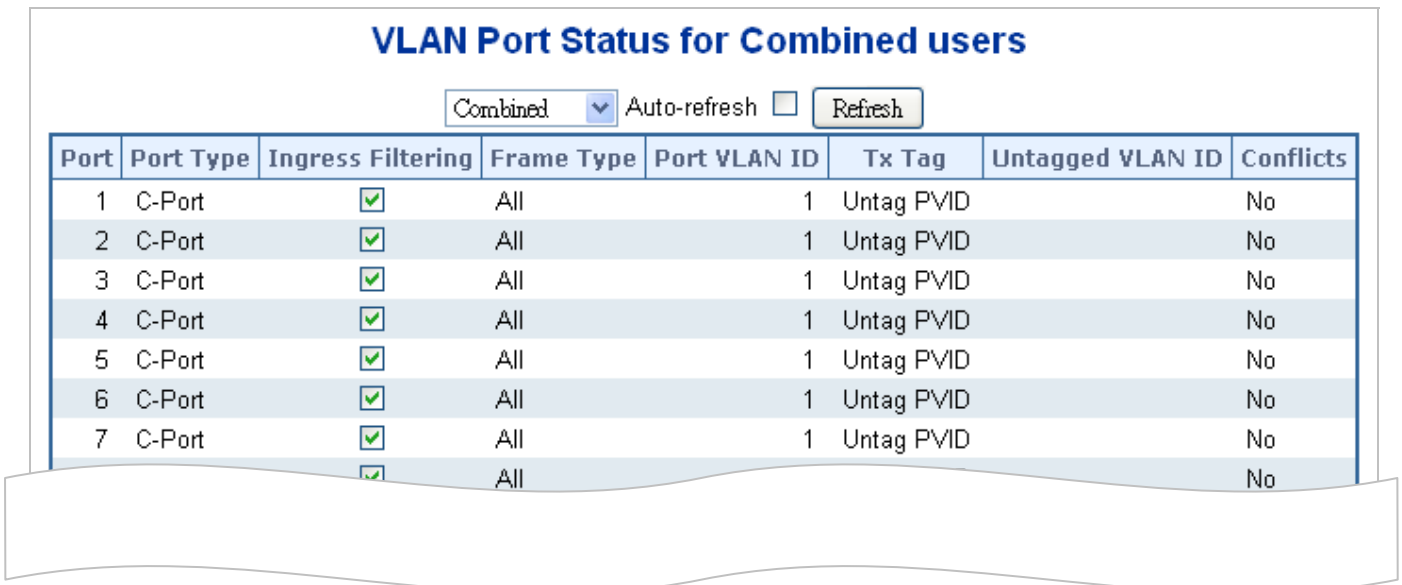 VLAN Port Status for Combined users
Combined Auto-refresh Refresh
Port Port Type Ingress Filtering Frame Type Port VLAN ID Tx Tag Untagged VLAN ID Conflicts
1 C-Port All 1 Untag PVID No
2 C-Port All 1 Untag PVID No
3 C-Port All 1 Untag PVID No
4 C-Port All 1 Untag PVID No
5 C-Port All 1 Untag PVID No
6 C-Port All 1 Untag PVID No
7 C-Port All 1 Untag PVID No
All No